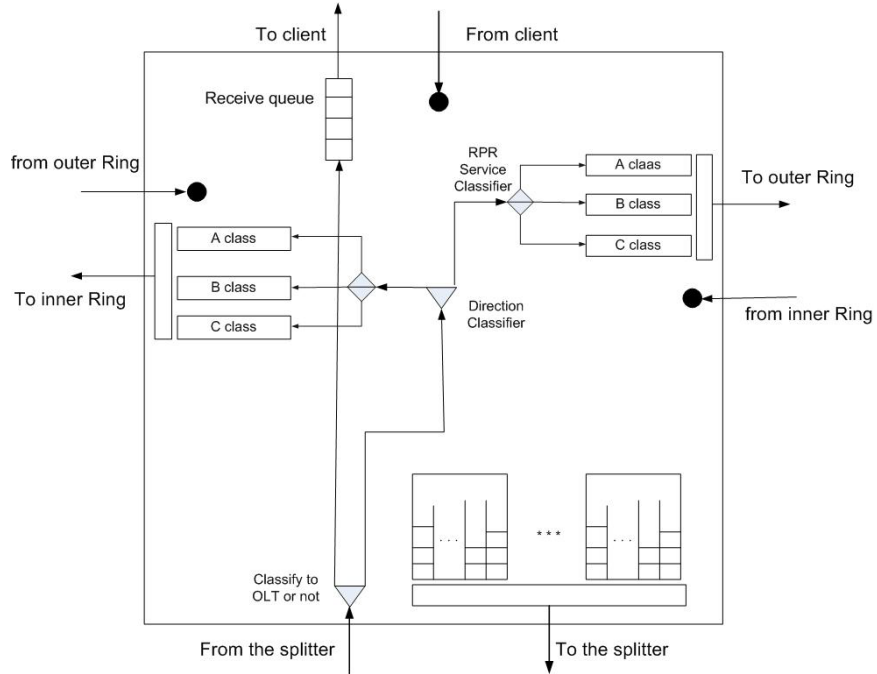 To client
From client
Receive queue
from outer Ring
RPR
Service
Classifier
A claas
B class
C class
To outer Ring
A class
B class
C class
To inner Ring
Direction
Classifier
from inner Ring
. . .
* * *
. . .
Classify to
OLT or not
From the splitter
To the splitter